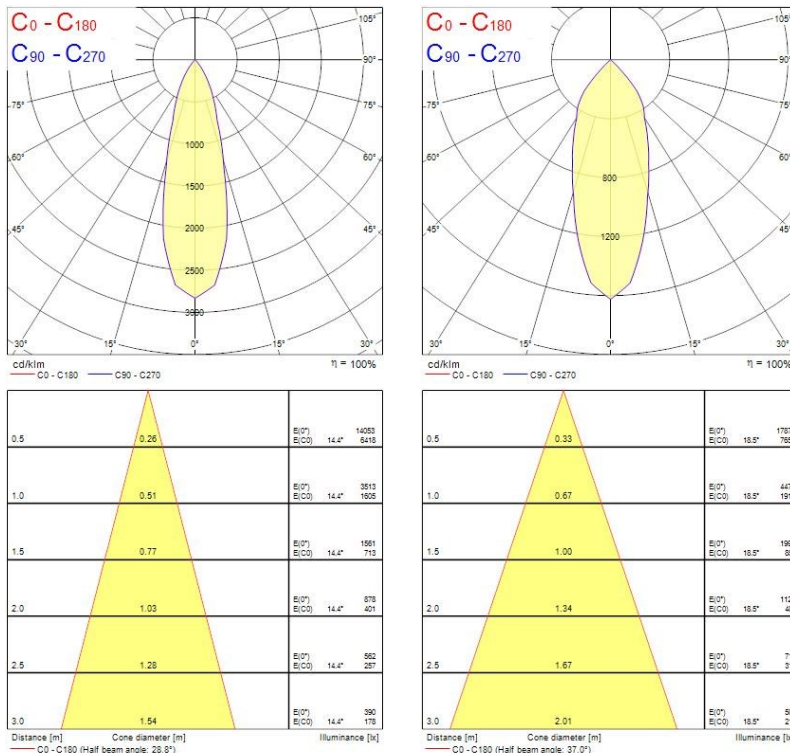 C0 - C180
C90 - C270
105°
90°
75°
75°
60°
60°
45°
45°
1000
1500
2000
2500
3000
30°
15°
0°
15°
30°
cd/klm
η = 100%
C0 - C180 C90 - C270
C0 - C180
C90 - C270
105°
90°
75°
75°
60°
60°
45°
45°
800
1200
30°
15°
0°
15°
30°
cd/klm
η = 100%
C0 - C180 C90 - C270
E(0°) 14053
0.5 0.26 E(C0) 14.4° 6418
E(0°) 3513
1.0 0.51 E(C0) 14.4° 1605
E(0°) 1561
1.5 0.77 E(C0) 14.4° 713
E(0°) 878
2.0 1.03 E(C0) 14.4° 401
E(0°) 562
2.5 1.28 E(C0) 14.4° 257
E(0°) 390
3.0 1.54 E(C0) 14.4° 178
Distance [m] Cone diameter [m] Illuminance [lx]
C0 - C180 (Half beam angle: 28.8°)
E(0°)
0.5 0.33 E(C0) 18.5°
E(0°)
1.0 0.67 E(C0) 18.5°
E(0°)
1.5 1.00 E(C0) 18.5°
E(0°)
2.0 1.34 E(C0) 18.5°
E(0°)
2.5 1.67 E(C0) 18.5°
E(0°)
3.0 2.01 E(C0) 18.5°
Distance [m] Cone diameter [m] Illuminance [lx
C0 - C180 (Half beam angle: 37.0°)